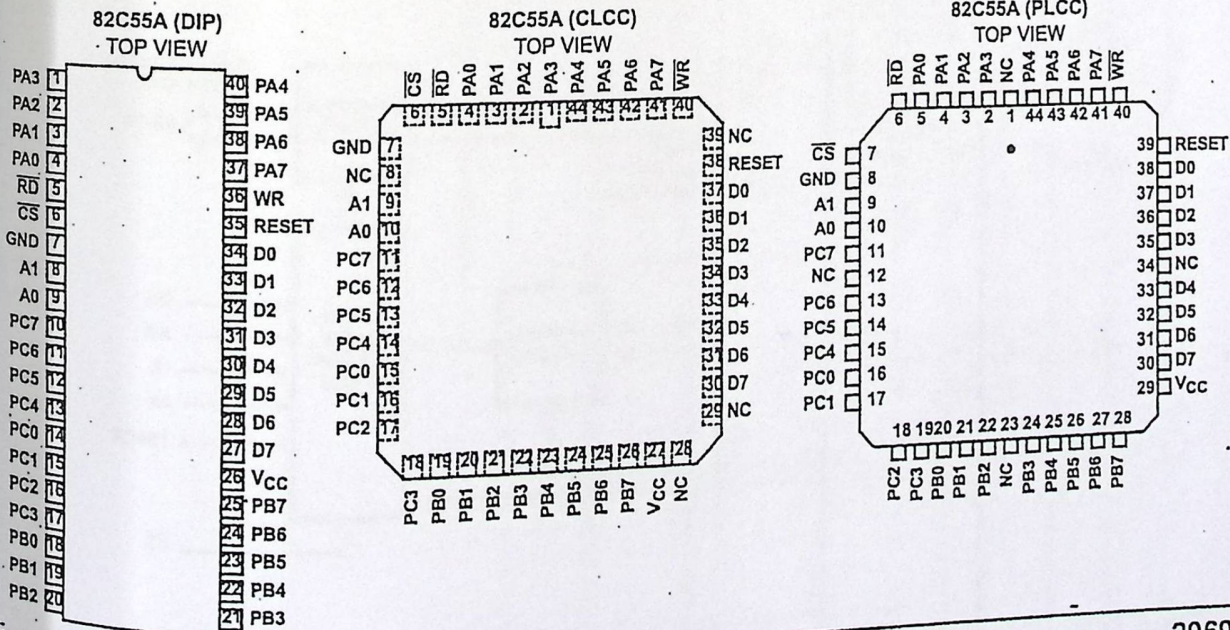 82C55A (DIP)
TOP VIEW
PA3 1
PA2 2
PA1 3
PA0 4
RD 5
CS 6
GND 7
A1 8
A0 9
PC7 10
PC6 11
PC5 12
PC4 13
PC0 14
PC1 15
PC2 16
PC3 17
PB0 18
PB1 19
PB2 20
40 PA4
39 PA5
38 PA6
37 PA7
36 WR
35 RESET
34 D0
33 D1
32 D2
31 D3
30 D4
29 D5
28 D6
27 D7
26 VCC
25 PB7
24 PB6
23 PB5
22 PB4
21 PB3
82C55A (CLCC)
TOP VIEW
CS RD PA0 PA1 PA2 PA3 PA4 PA5 PA6 PA7 WR
6 5 4 3 2 1 44 43 42 41 40
GND 7
NC 8
A1 9
A0 10
PC7 11
PC6 12
PC5 13
PC4 14
PC0 15
PC1 16
PC2 17
39 NC
38 RESET
37 D0
36 D1
35 D2
34 D3
33 D4
32 D5
31 D6
30 D7
29 NC
18 19 20 21 22 23 24 25 26 27 28
PC3 PB0 PB1 PB2 PB3 PB4 PB5 PB6 PB7 VCC NC
82C55A (PLCC)
TOP VIEW
RD PA0 PA1 PA2 PA3 NC PA4 PA5 PA6 PA7 WR
6 5 4 3 2 1 44 43 42 41 40
CS 7
GND 8
A1 9
A0 10
PC7 11
NC 12
PC6 13
PC5 14
PC4 15
PC0 16
PC1 17
39 RESET
38 D0
37 D1
36 D2
35 D3
34 NC
33 D4
32 D5
31 D6
30 D7
29 VCC
18 19 20 21 22 23 24 25 26 27 28
PC2 PC3 PB0 PB1 PB2 NC PB3 PB4 PB5 PB6 PB7